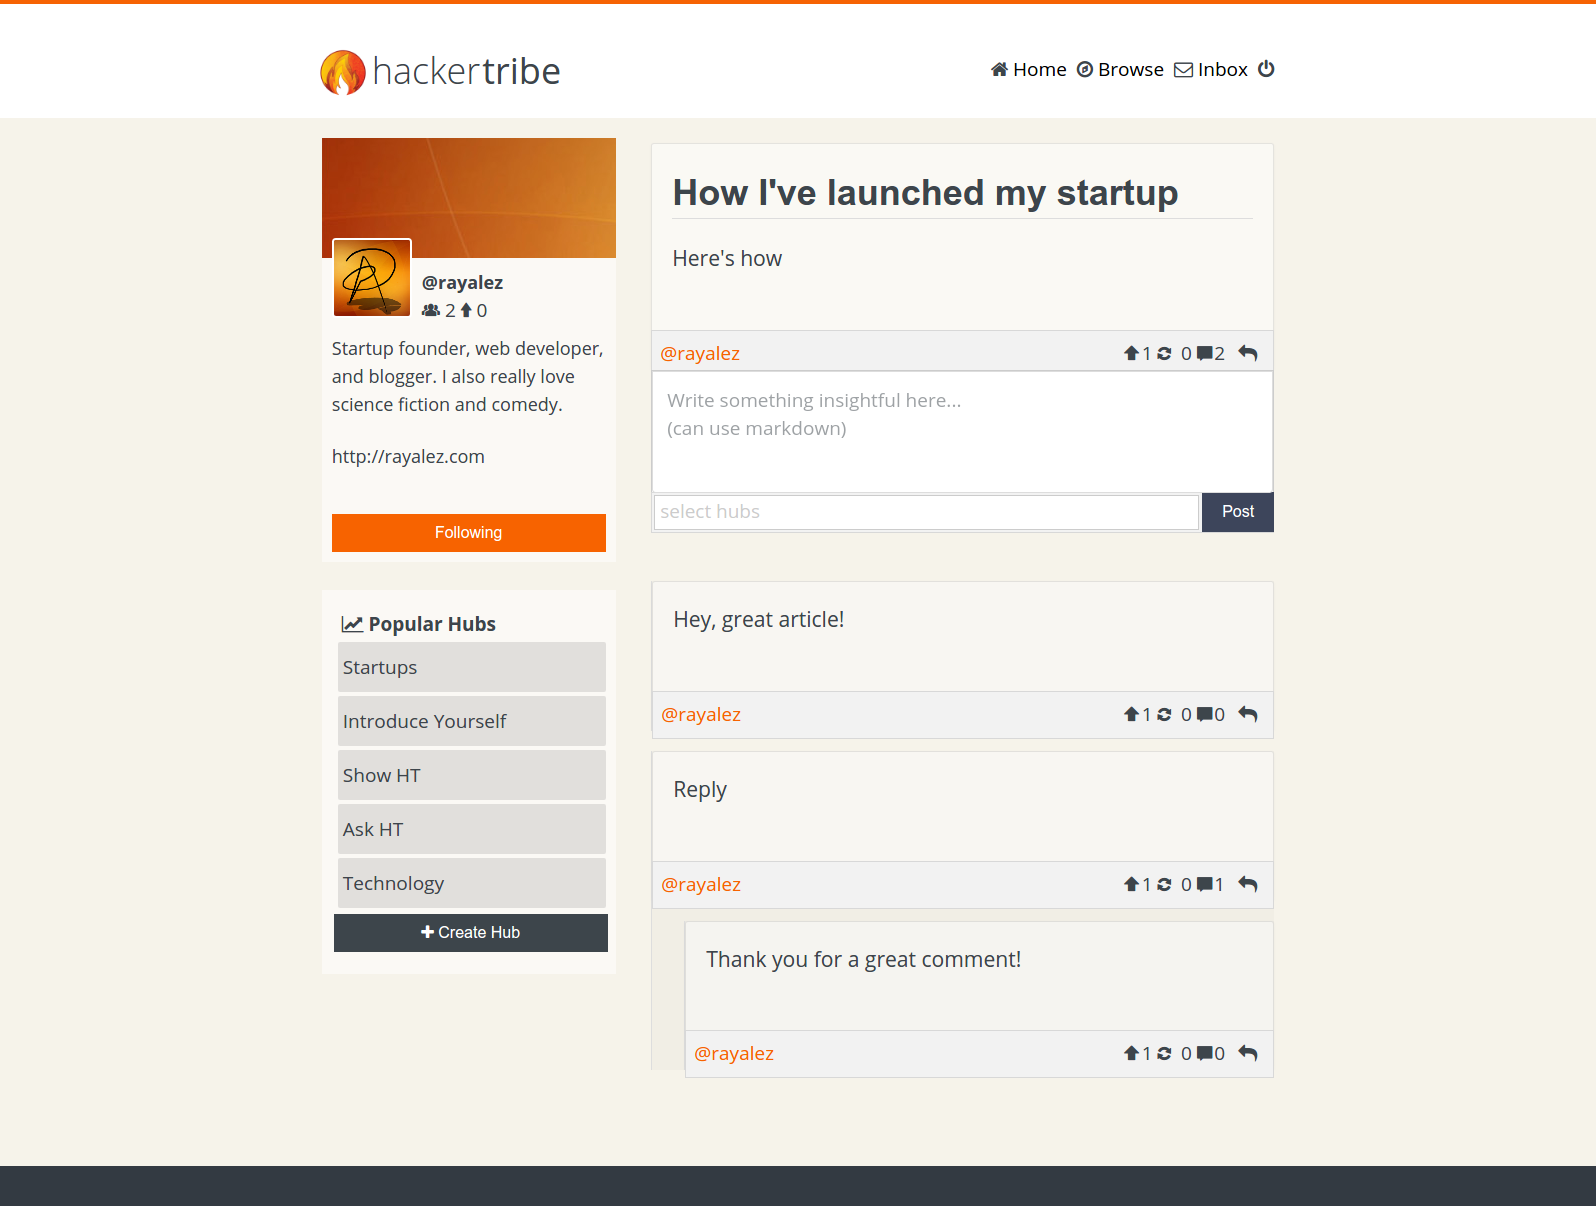 hackertribe
Home Browse Inbox
@rayalez
2 0
Startup founder, web developer,
and blogger. I also really love
science fiction and comedy.
http://rayalez.com
Following
Popular Hubs
Startups
Introduce Yourself
Show HT
Ask HT
Technology
Create Hub
How I've launched my startup
Here's how
@rayalez 1 0 2
Write something insightful here...
(can use markdown)
select hubs Post
Hey, great article!
@rayalez 1 0 0
Reply
@rayalez 1 0 1
Thank you for a great comment!
@rayalez 1 0 0